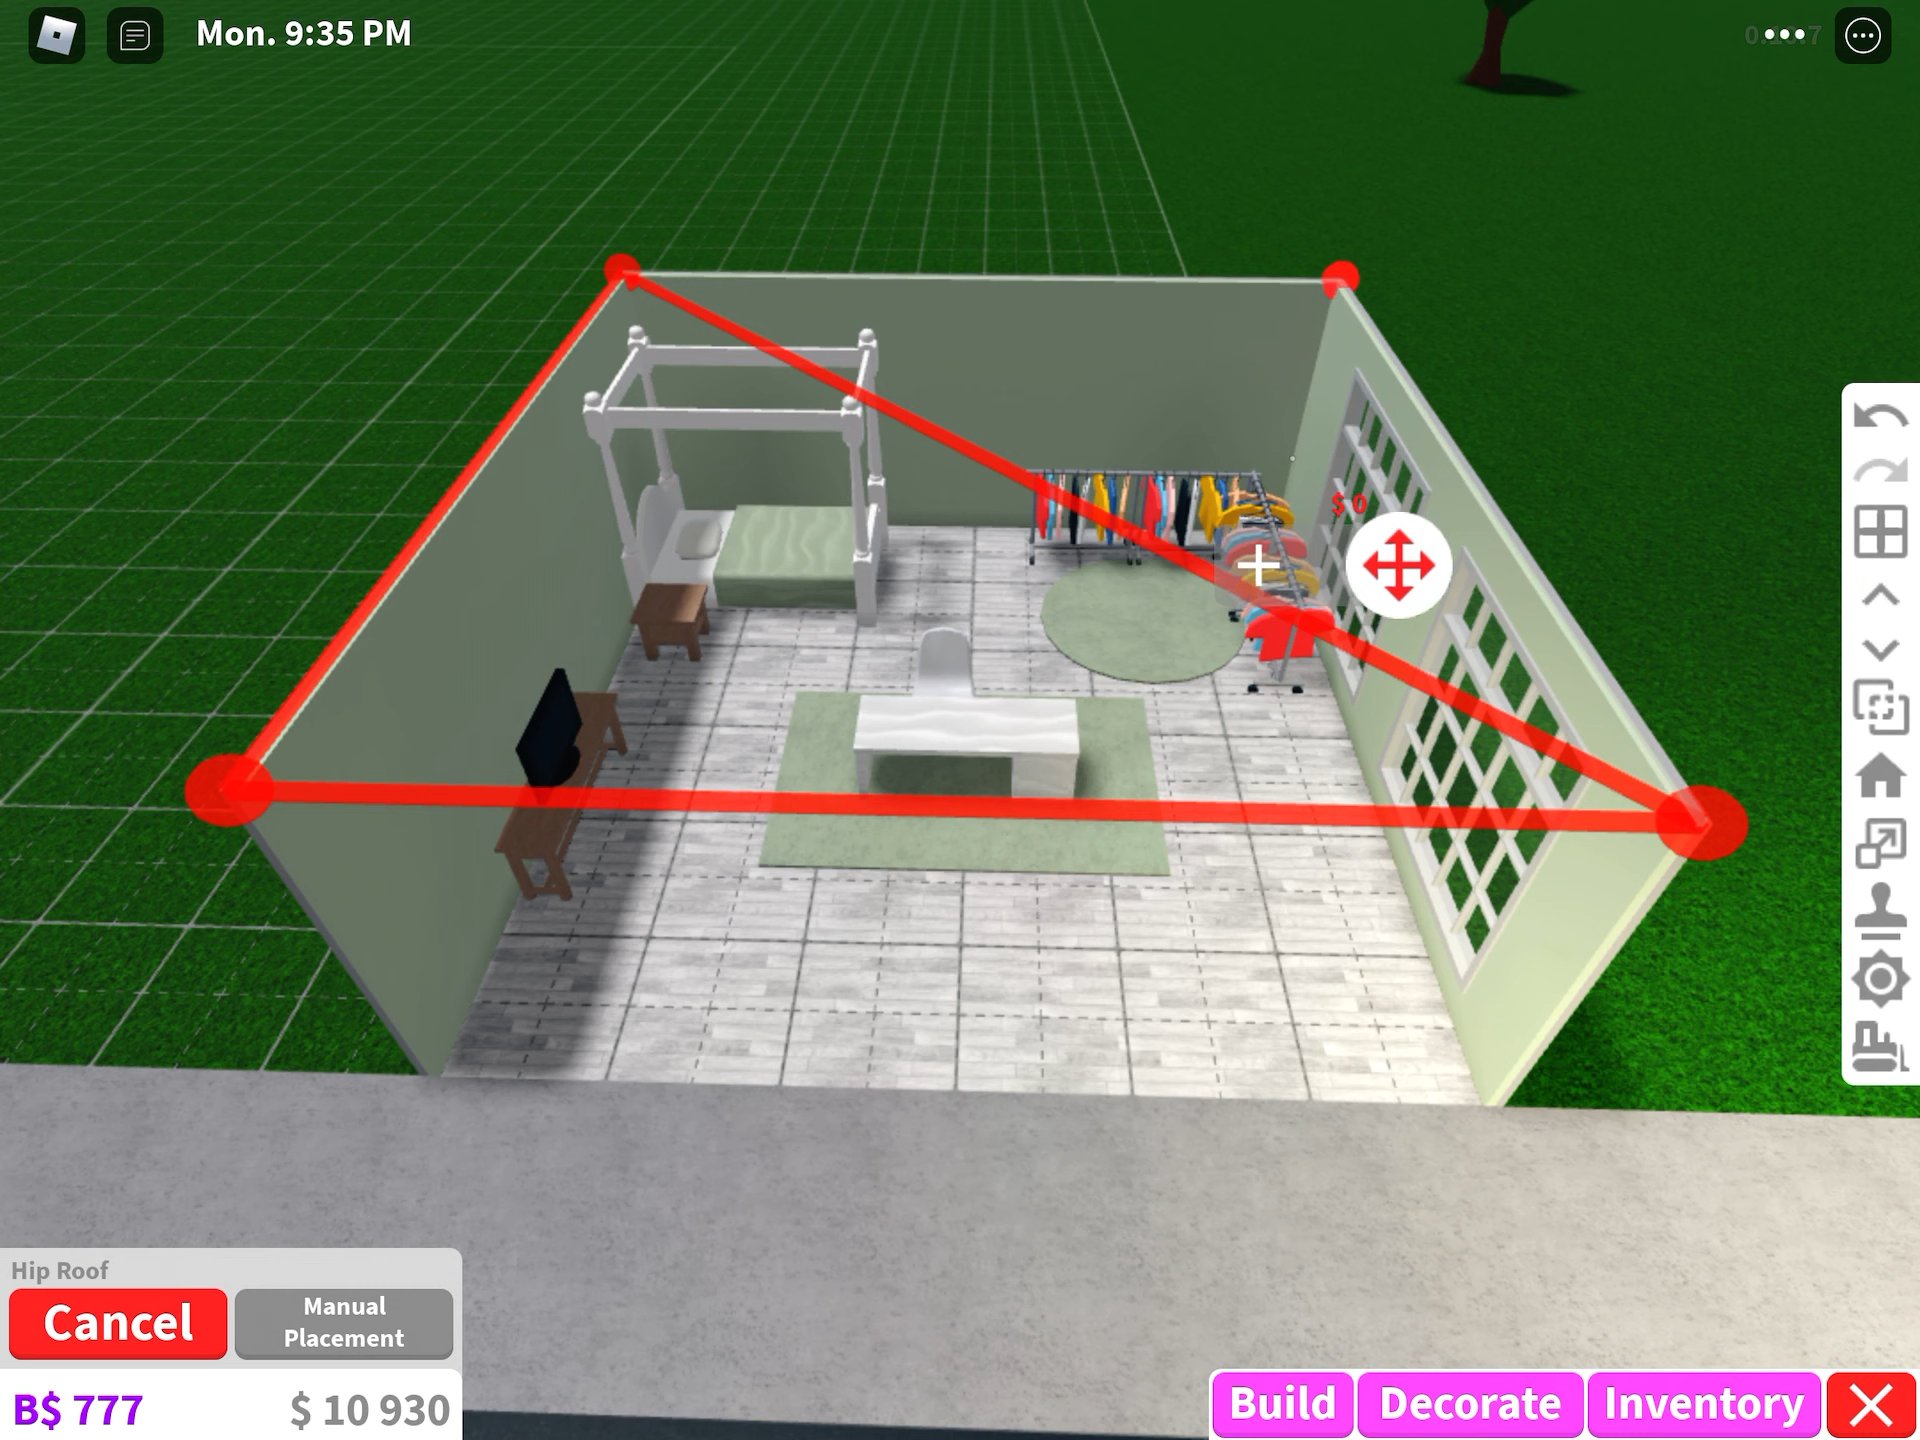 Mon. 9:35 PM
$ 0
Hip Roof
Cancel
Manual
Placement
B$ 777
$ 10 930
Build
Decorate
Inventory